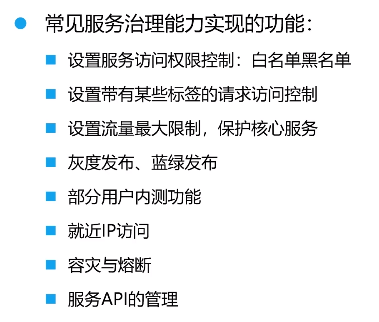 常见服务治理能力实现的功能：
设置服务访问权限控制：白名单黑名单
设置带有某些标签的请求访问控制
设置流量最大限制，保护核心服务
灰度发布、蓝绿发布
部分用户内测功能
就近IP访问
容灾与熔断
服务API的管理